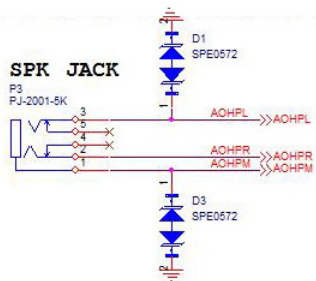 2
D1
SPE0572
SPK JACK
P3
PJ-2001-5K
1
3
AOHPL
AOHPL
5
4
AOHPR
2
AOHPR
AOHPM
1
AOHPM
1
D3
SPE0572
2